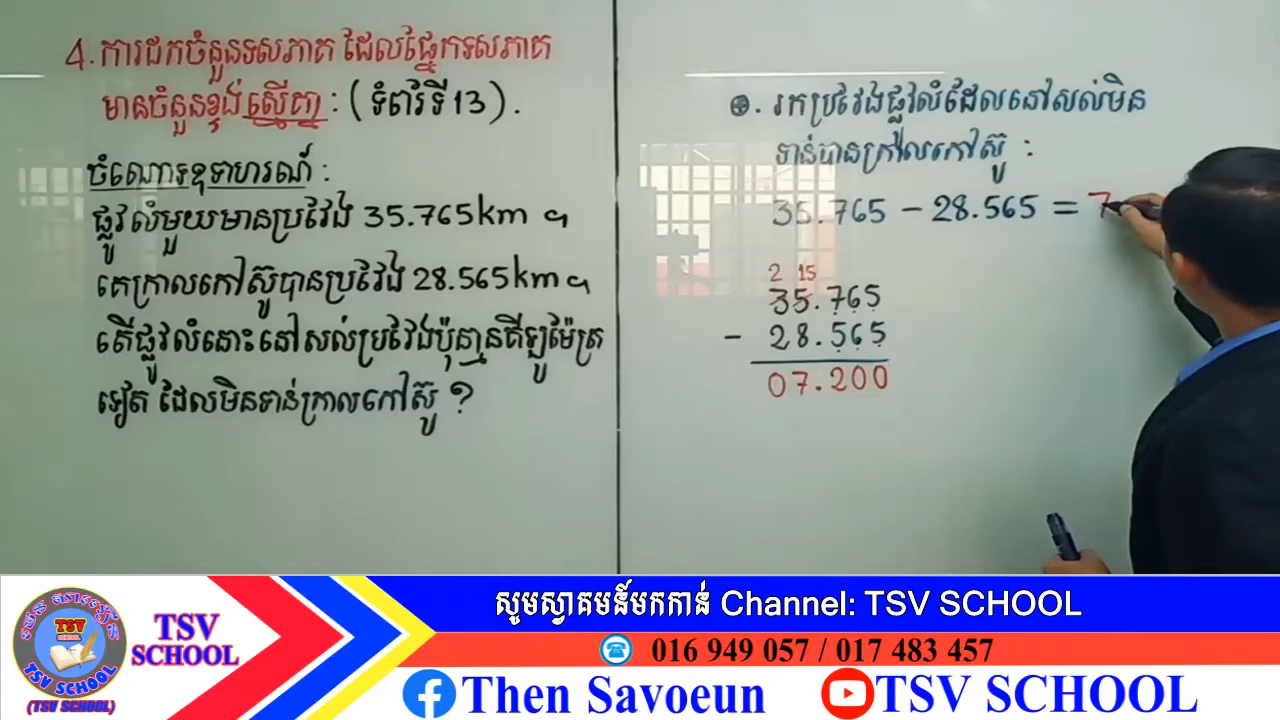 4. ការដកចំនួនទសភាគ ដែលផ្នែកទសភាគ
មានចំនួនខ្ទង់ស្មើគ្នា : (ទំព័រទី13).
ចំណោទឧទាហរណ៍ :
ផ្លូវលំមួយមានប្រវែង 35.765km ។
គេក្រាលកៅស៊ូបានប្រវែង 28.565km ។
តើផ្លូវលំនោះនៅសល់ប្រវែងប៉ុន្មានគីឡូម៉ែត្រ
ទៀត ដែលមិនទាន់ក្រាលកៅស៊ូ ?
. រកប្រវែងផ្លូវលំដែលនៅសល់មិន
ទាន់បានក្រាលកៅស៊ូ :
35.765 - 28.565 = 7
2 15
35.765
- 28.565
07.200
TSV
SCHOOL
TSV SCHOOL
(TSV SCHOOL)
TSV
SCHOOL
សូមស្វាគមន៍មកកាន់ Channel: TSV SCHOOL
016 949 057 / 017 483 457
Then Savoeun
TSV SCHOOL